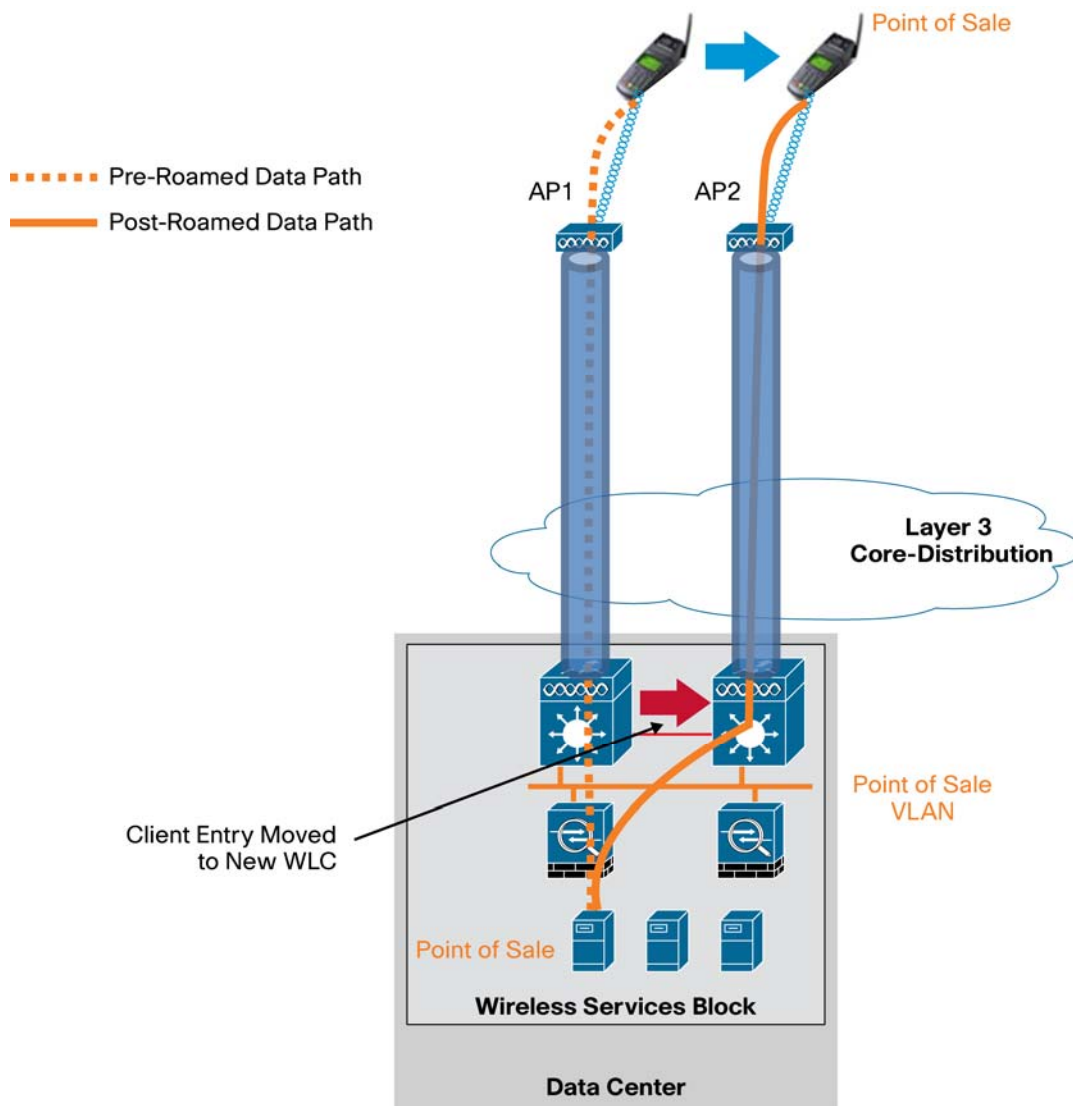 Point of Sale
Pre-Roamed Data Path
Post-Roamed Data Path
AP1
AP2
Layer 3
Core-Distribution
Point of Sale
VLAN
Client Entry Moved
to New WLC
Point of Sale
Wireless Services Block
Data Center